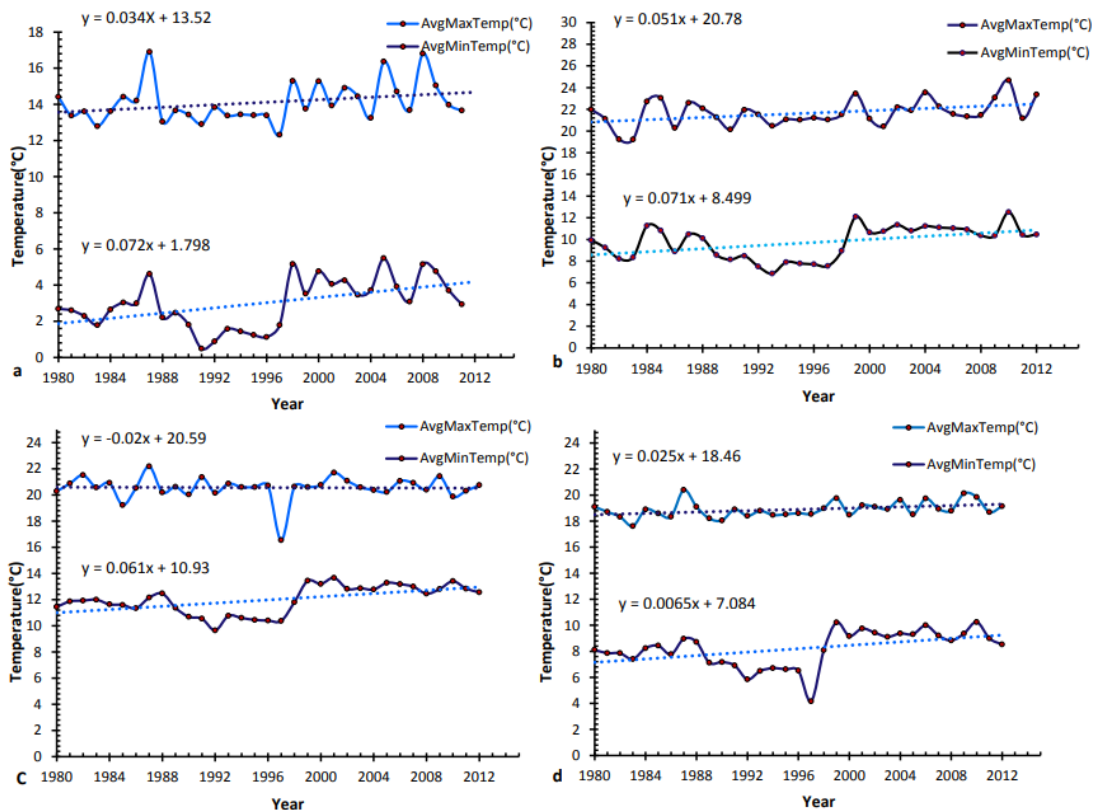 y = 0.034X + 13.52
AvgMaxTemp(°C)
AvgMinTemp(°C)
18
16
14
12
10
8
6
4
2
0
Temperature(°C)
y = 0.072x + 1.798
1980 1984 1988 1992 1996 2000 2004 2008 2012
a
Year
y = 0.051x + 20.78
AvgMaxTemp(°C)
AvgMinTemp(°C)
30
28
26
24
22
20
18
16
14
12
10
8
6
4
2
0
Temperature(°C)
y = 0.071x + 8.499
b
1980 1984 1988 1992 1996 2000 2004 2008 2012
Year
y = -0.02x + 20.59
AvgMaxTemp(°C)
AvgMinTemp(°C)
24
22
20
18
16
14
12
10
8
6
4
2
0
Temperature(°C)
y = 0.061x + 10.93
C
1980 1984 1988 1992 1996 2000 2004 2008 2012
Year
y = 0.025x + 18.46
AvgMaxTemp(°C)
AvgMinTemp(°C)
24
22
20
18
16
14
12
10
8
6
4
2
0
Temperature(°C)
y = 0.0065x + 7.084
d
1980 1984 1988 1992 1996 2000 2004 2008 2012
Year